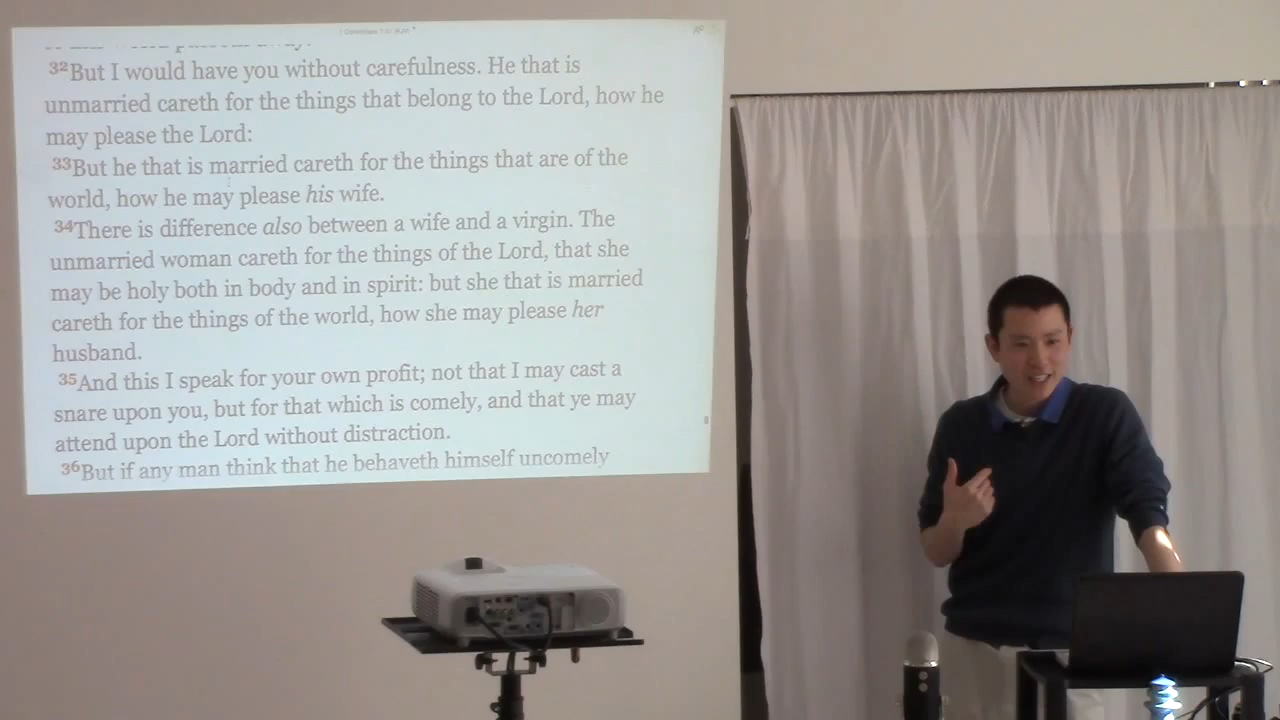 32But I would have you without carefulness. He that is
unmarried careth for the things that belong to the Lord, how he
may please the Lord:
33But he that is married careth for the things that are of the
world, how he may please his wife.
34There is difference also between a wife and a virgin. The
unmarried woman careth for the things of the Lord, that she
may be holy both in body and in spirit: but she that is married
careth for the things of the world, how she may please her
husband.
35And this I speak for your own profit; not that I may cast a
snare upon you, but for that which is comely, and that ye may
attend upon the Lord without distraction.
36But if any man think that he behaveth himself uncomely